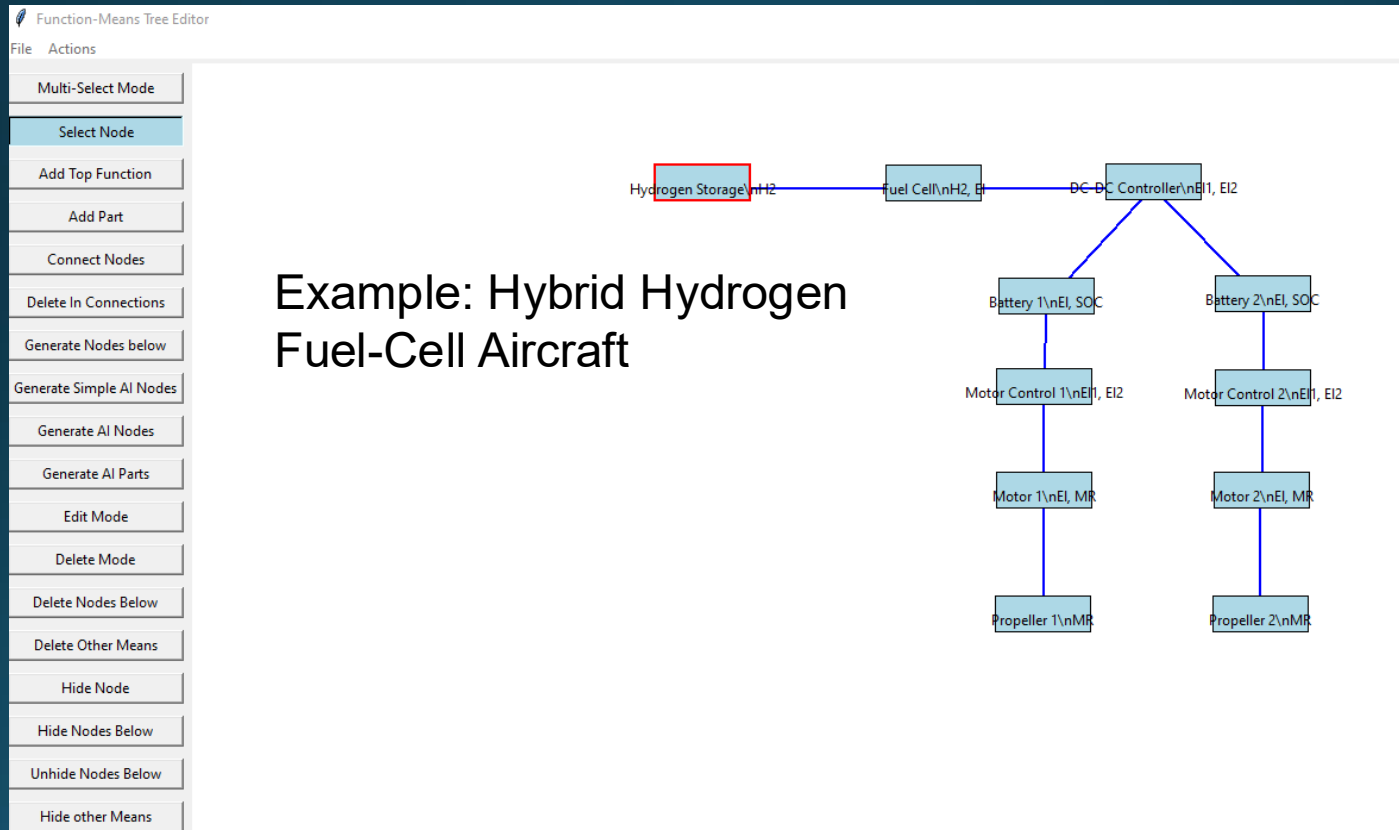 Function-Means Tree Editor
File Actions
Multi-Select Mode
Select Node
Add Top Function
Add Part
Connect Nodes
Delete In Connections
Generate Nodes below
Generate Simple AI Nodes
Generate AI Nodes
Generate AI Parts
Edit Mode
Delete Mode
Delete Nodes Below
Delete Other Means
Hide Node
Hide Nodes Below
Unhide Nodes Below
Hide other Means
Hydrogen Storage\nH2
Fuel Cell\nH2, El
DC-DC Controller\nEl1, El2
Example: Hybrid Hydrogen
Fuel-Cell Aircraft
Battery 1\nEl, SOC
Battery 2\nEl, SOC
Motor Control 1\nEl1, El2
Motor Control 2\nEl1, El2
Motor 1\nEl, MR
Motor 2\nEl, MR
Propeller 1\nMR
Propeller 2\nMR